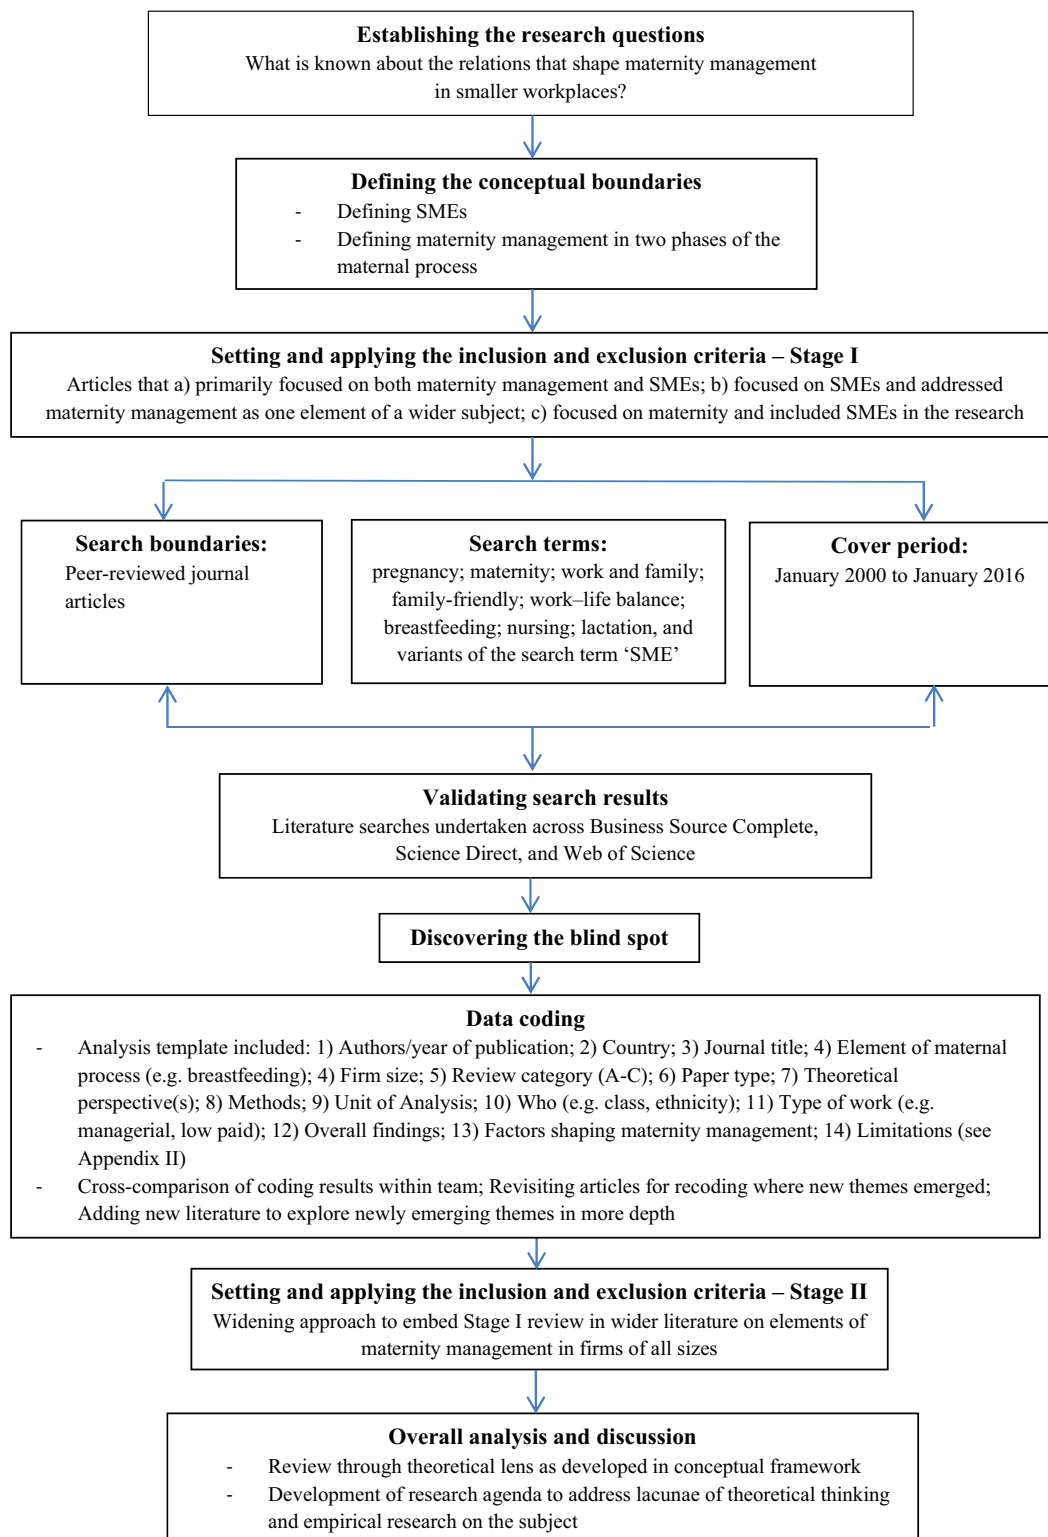 Establishing the research questions
What is known about the relations that shape maternity management
in smaller workplaces?
Defining the conceptual boundaries
- Defining SMEs
- Defining maternity management in two phases of the
maternal process
Setting and applying the inclusion and exclusion criteria – Stage I
Articles that a) primarily focused on both maternity management and SMEs; b) focused on SMEs and addressed
maternity management as one element of a wider subject; c) focused on maternity and included SMEs in the research
Search boundaries:
Peer-reviewed journal
articles
Search terms:
pregnancy; maternity; work and family;
family-friendly; work–life balance;
breastfeeding; nursing; lactation, and
variants of the search term ‘SME’
Cover period:
January 2000 to January 2016
Validating search results
Literature searches undertaken across Business Source Complete,
Science Direct, and Web of Science
Discovering the blind spot
Data coding
- Analysis template included: 1) Authors/year of publication; 2) Country; 3) Journal title; 4) Element of maternal
process (e.g. breastfeeding); 4) Firm size; 5) Review category (A-C); 6) Paper type; 7) Theoretical
perspective(s); 8) Methods; 9) Unit of Analysis; 10) Who (e.g. class, ethnicity); 11) Type of work (e.g.
managerial, low paid); 12) Overall findings; 13) Factors shaping maternity management; 14) Limitations (see
Appendix II)
- Cross-comparison of coding results within team; Revisiting articles for recoding where new themes emerged;
Adding new literature to explore newly emerging themes in more depth
Setting and applying the inclusion and exclusion criteria – Stage II
Widening approach to embed Stage I review in wider literature on elements of
maternity management in firms of all sizes
Overall analysis and discussion
- Review through theoretical lens as developed in conceptual framework
- Development of research agenda to address lacunae of theoretical thinking
and empirical research on the subject